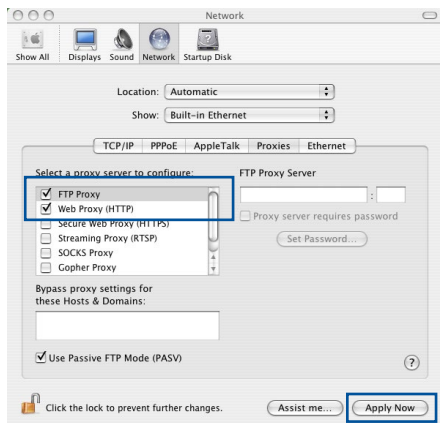 Network
Show All Displays Sound Network Startup Disk
Location: Automatic
Show: Built-in Ethernet
TCP/IP PPPoE AppleTalk Proxies Ethernet
Select a proxy server to configure:
FTP Proxy
Web Proxy (HTTP)
Secure Web Proxy (HTTPS)
Streaming Proxy (RTSP)
SOCKS Proxy
Gopher Proxy
FTP Proxy Server
:
Proxy server requires password
Set Password...
Bypass proxy settings for
these Hosts & Domains:
Use Passive FTP Mode (PASV)
?
Click the lock to prevent further changes.
Assist me... Apply Now